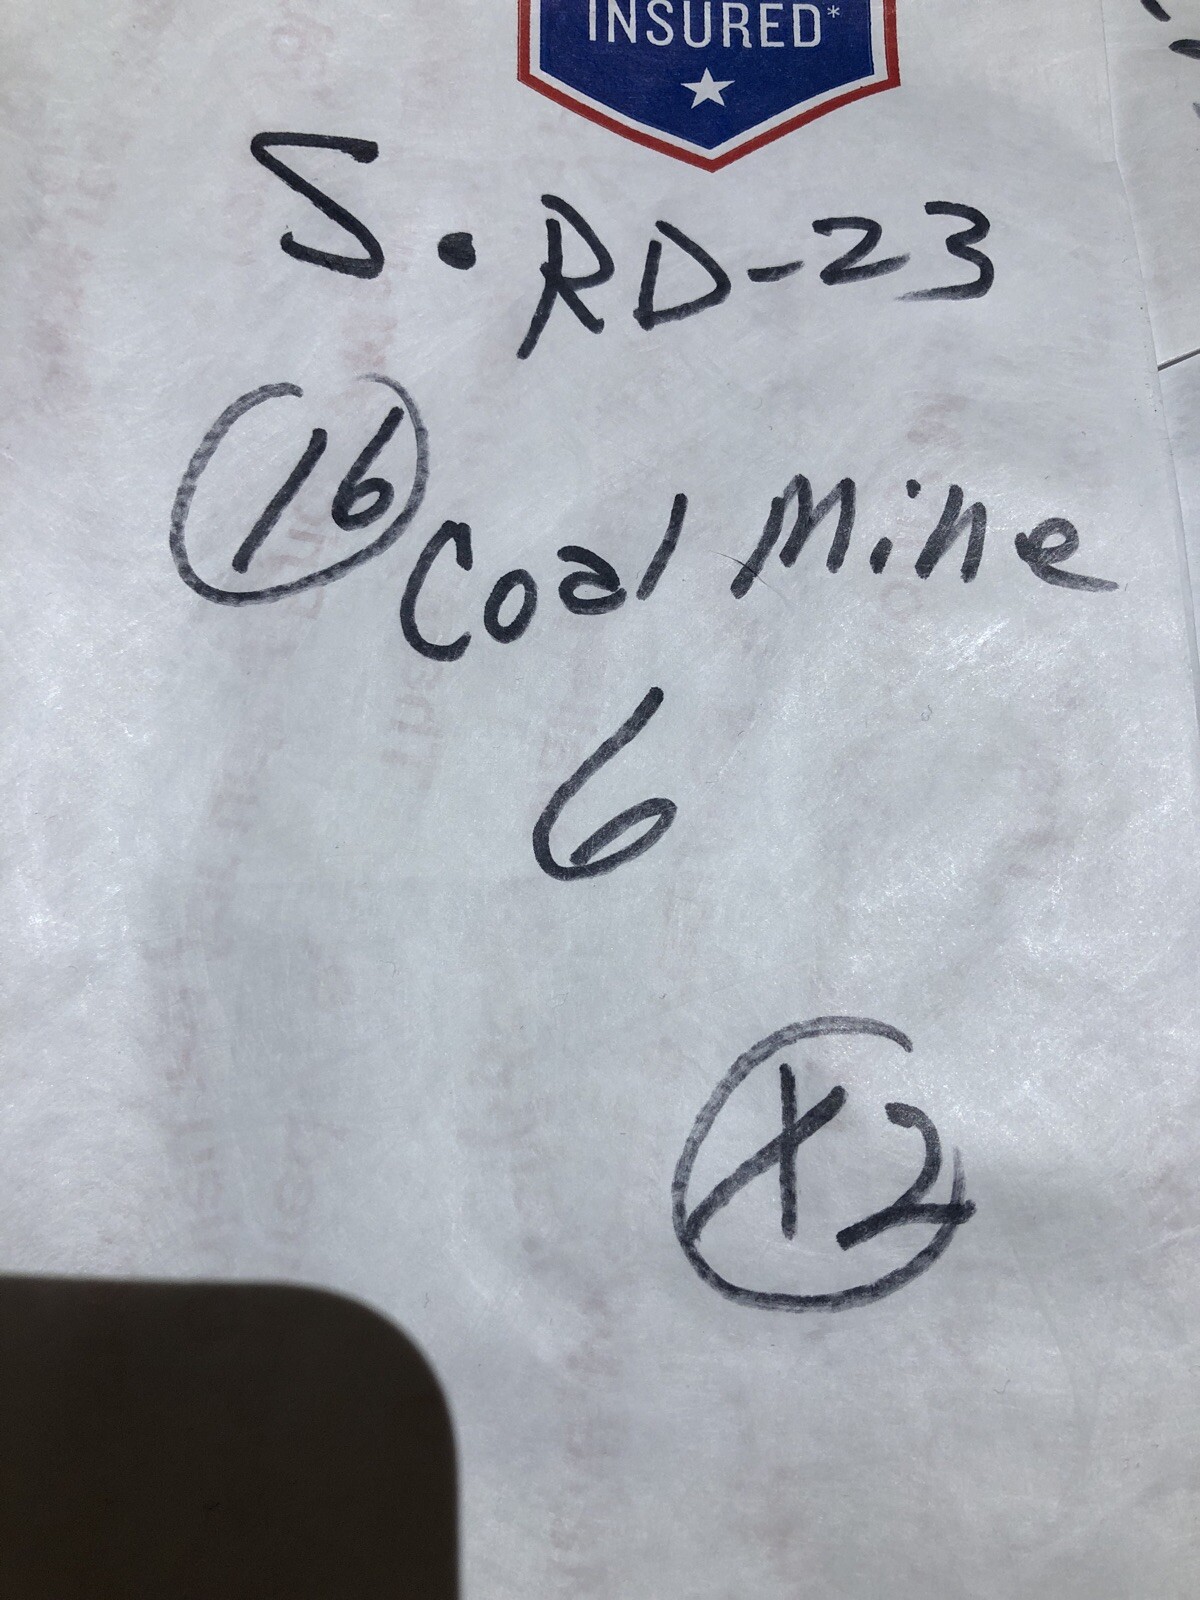 INSURED*
S. RD-23
16 Coal Mine
6
X2